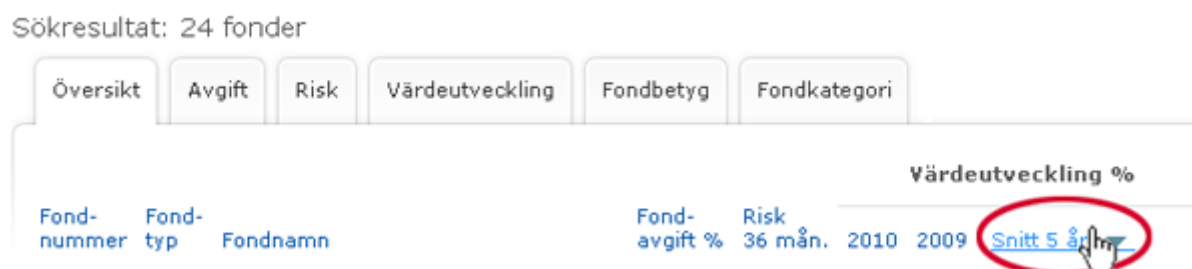 Sökresultat: 24 fonder
Översikt Avgift Risk Värdeutveckling Fondbetyg Fondkategori
Värdeutveckling %
Fond- Fond- Fond- Risk
nummer typ Fondnamn avgift % 36 mån. 2010 2009 Snitt 5 år